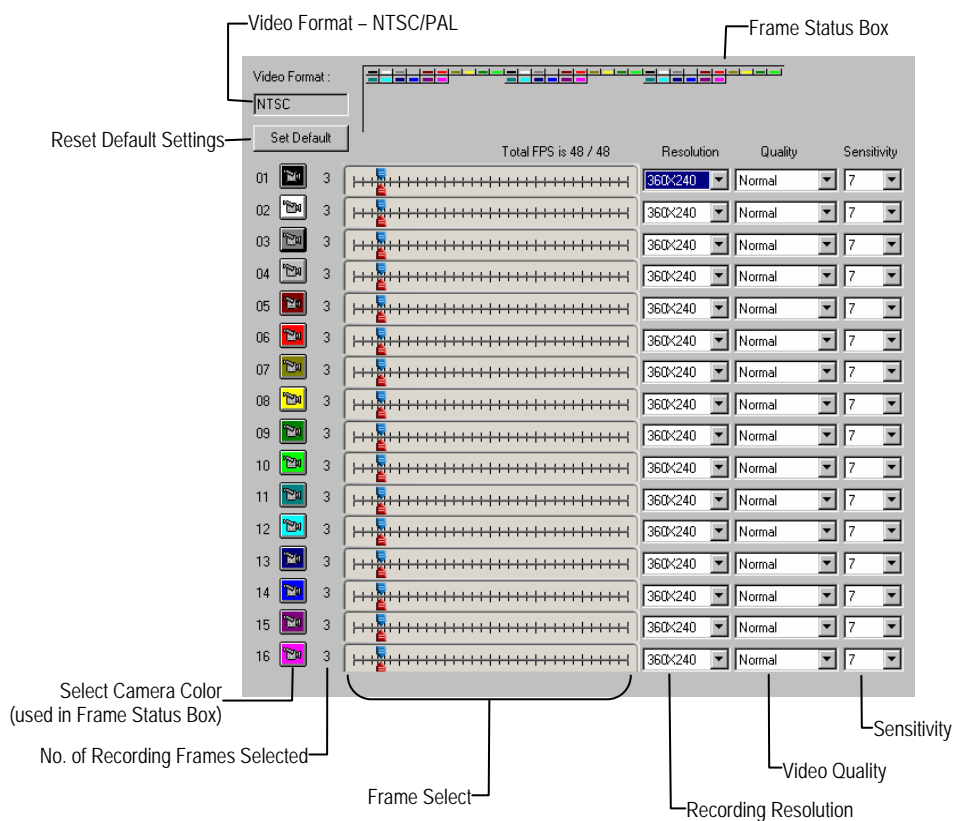 Video Format – NTSC/PAL
Frame Status Box
Video Format :
NTSC
Reset Default Settings
Set Default
Total FPS is 48 / 48
Resolution Quality Sensitivity
01 3 360X240 Normal 7
02 3 360X240 Normal 7
03 3 360X240 Normal 7
04 3 360X240 Normal 7
05 3 360X240 Normal 7
06 3 360X240 Normal 7
07 3 360X240 Normal 7
08 3 360X240 Normal 7
09 3 360X240 Normal 7
10 3 360X240 Normal 7
11 3 360X240 Normal 7
12 3 360X240 Normal 7
13 3 360X240 Normal 7
14 3 360X240 Normal 7
15 3 360X240 Normal 7
16 3 360X240 Normal 7
Select Camera Color
(used in Frame Status Box)
No. of Recording Frames Selected
Frame Select
Sensitivity
Video Quality
Recording Resolution